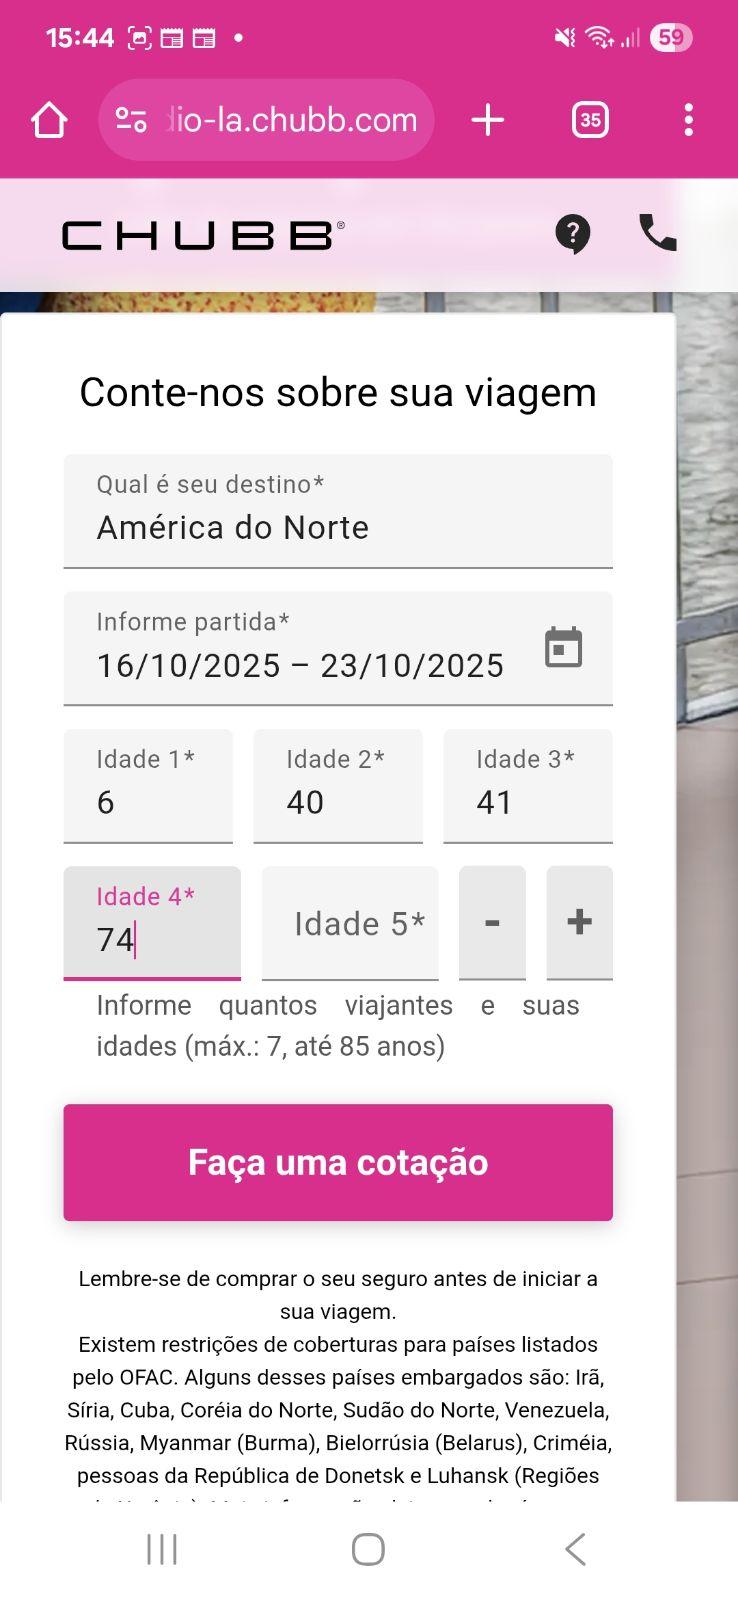 15:44
59
io-la.chubb.com
35
CHUBB®
Conte-nos sobre sua viagem
Qual é seu destino*
América do Norte
Informe partida*
16/10/2025 – 23/10/2025
Idade 1* Idade 2* Idade 3*
6 40 41
Idade 4*
74
Idade 5*
- +
Informe quantos viajantes e suas
idades (máx.: 7, até 85 anos)
Faça uma cotação
Lembre-se de comprar o seu seguro antes de iniciar a
sua viagem.
Existem restrições de coberturas para países listados
pelo OFAC. Alguns desses países embargados são: Irã,
Síria, Cuba, Coréia do Norte, Sudão do Norte, Venezuela,
Rússia, Myanmar (Burma), Bielorrúsia (Belarus), Criméia,
pessoas da República de Donetsk e Luhansk (Regiões